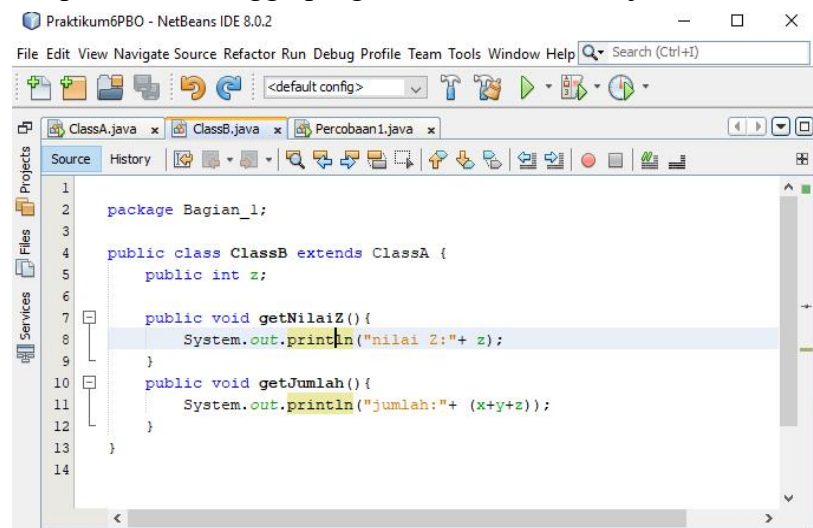 Praktikum6PBO - NetBeans IDE 8.0.2
File Edit View Navigate Source Refactor Run Debug Profile Team Tools Window Help Search (Ctrl+I)
<default config>
ClassA.java x ClassB.java x Percobaan1.java x
Source History
Projects
Files
Services
1
2 package Bagian_1;
3
4 public class ClassB extends ClassA {
5 public int z;
6
7 public void getNilaiZ(){
8 System.out.println("nilai Z:"+ z);
9 }
10 public void getJumlah(){
11 System.out.println("jumlah:"+ (x+y+z));
12 }
13 }
14